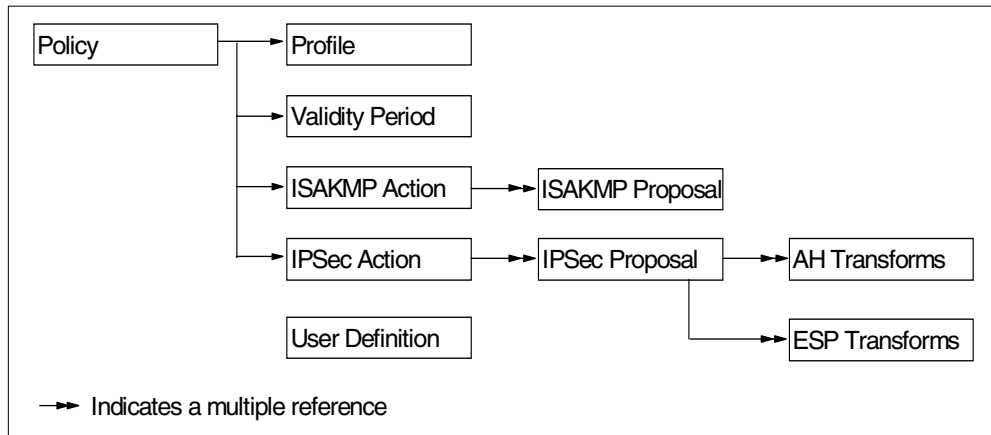 Policy
Profile
Validity Period
ISAKMP Action
ISAKMP Proposal
IPSec Action
IPSec Proposal
AH Transforms
User Definition
ESP Transforms
Indicates a multiple reference